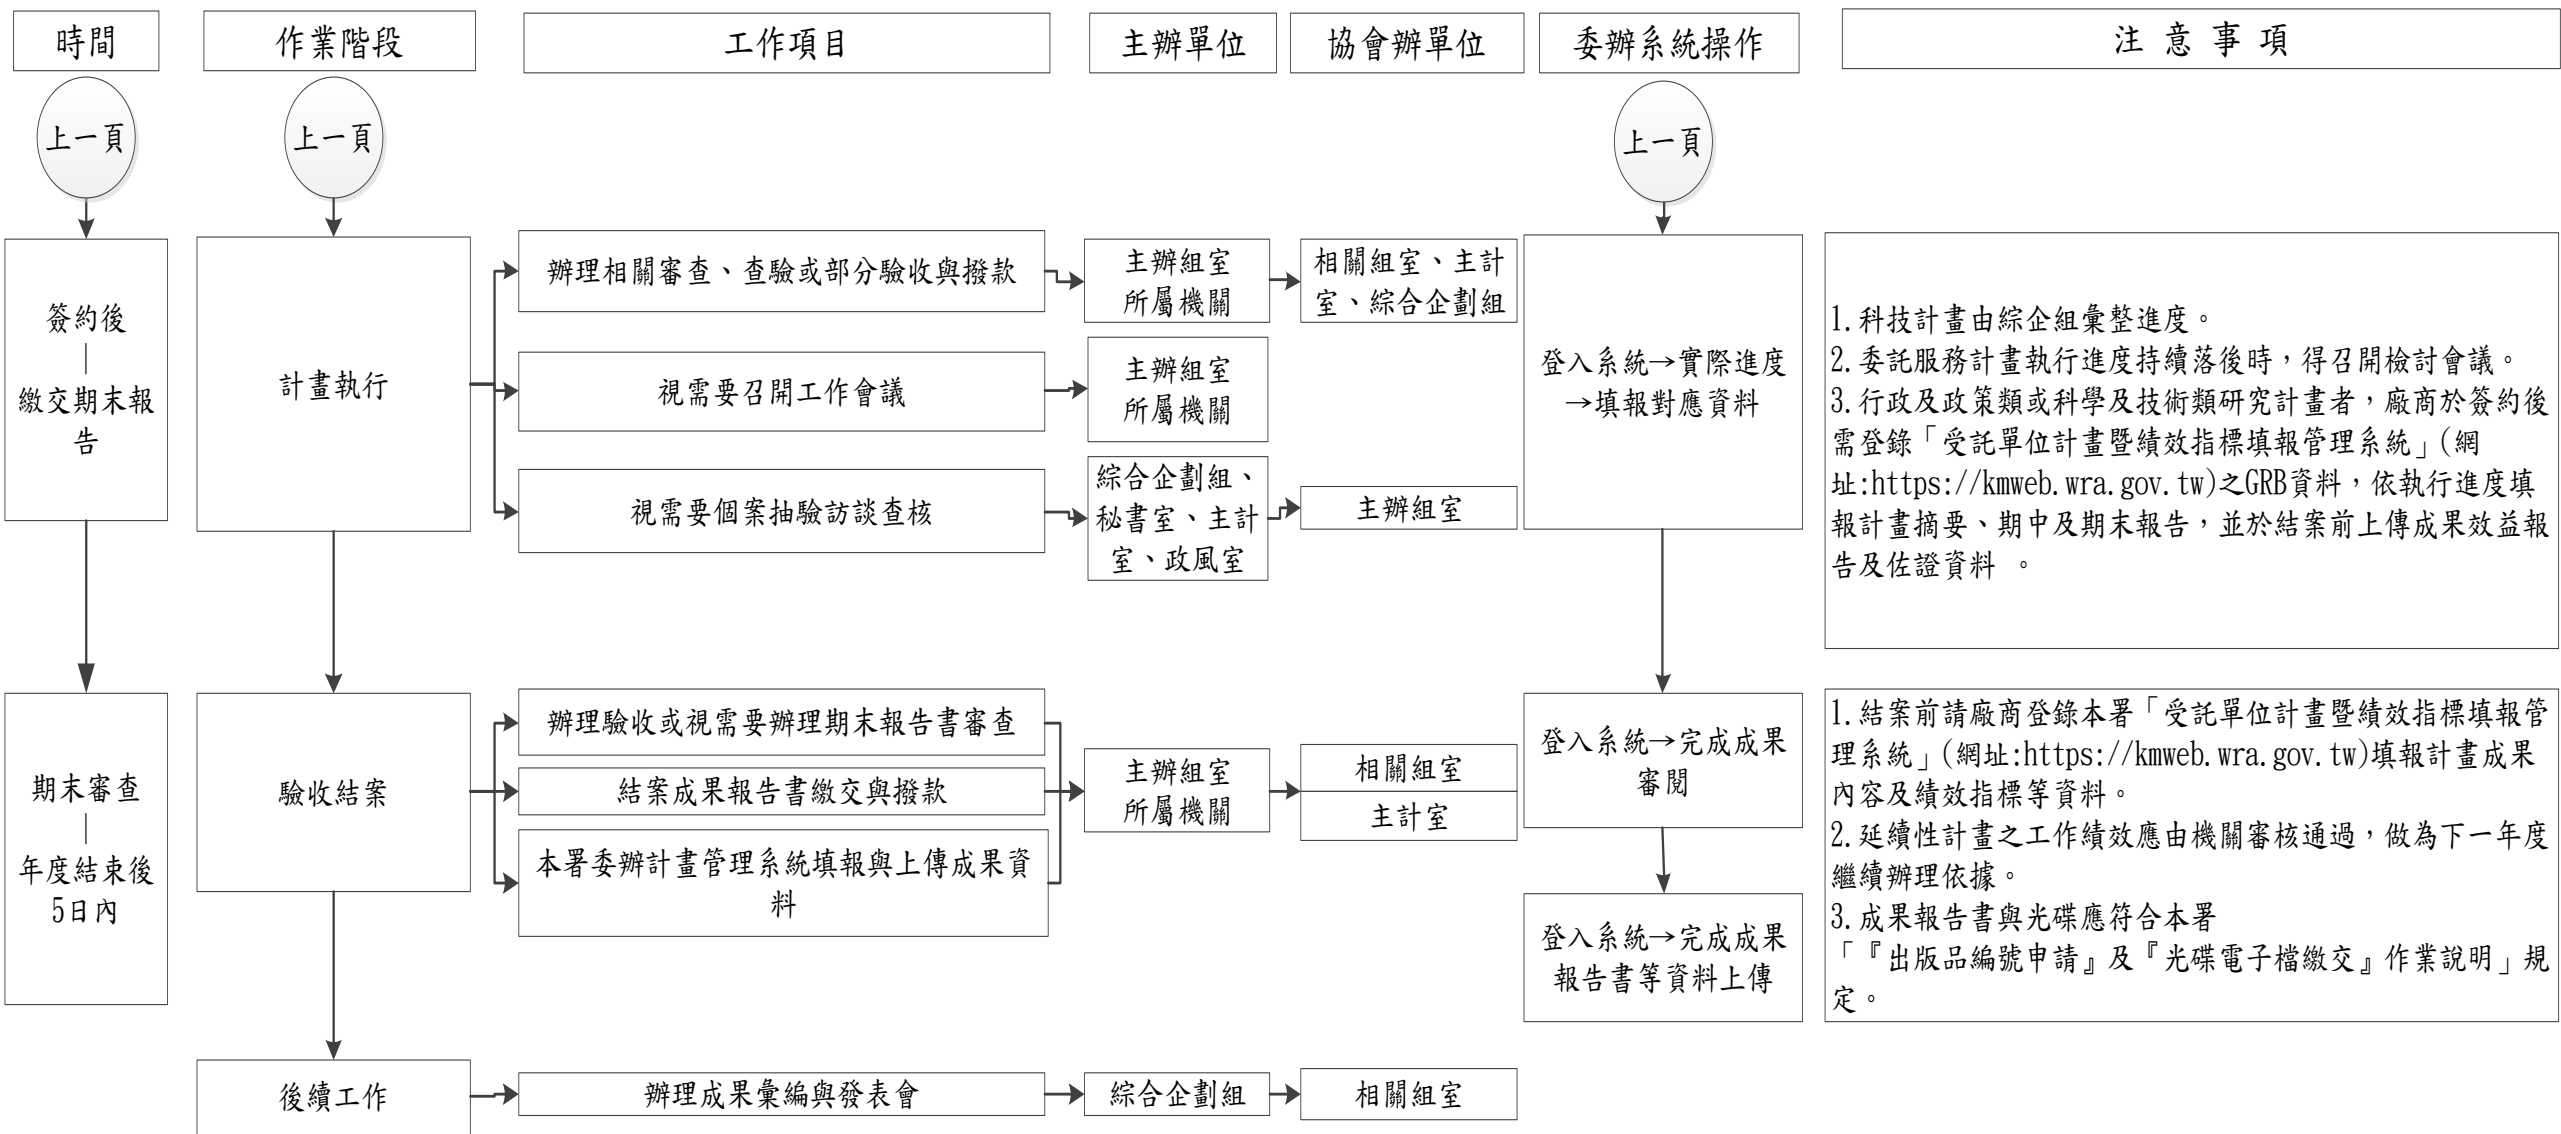 時間
作業階段
工作項目
主辦單位
協會辦單位
委辦系統操作
注 意 事 項
上一頁
上一頁
上一頁
簽約後
|
繳交期末報
告
計畫執行
辦理相關審查、查驗或部分驗收與撥款
主辦組室
所屬機關
相關組室、主計
室、綜合企劃組
視需要召開工作會議
主辦組室
所屬機關
視需要個案抽驗訪談查核
綜合企劃組、
秘書室、主計
室、政風室
主辦組室
登入系統→實際進度
→填報對應資料
1.科技計畫由綜企組彙整進度。
2.委託服務計畫執行進度持續落後時，得召開檢討會議。
3.行政及政策類或科學及技術類研究計畫者，廠商於簽約後
需登錄「受託單位計畫暨績效指標填報管理系統」(網
址:https://kmweb.wra.gov.tw)之GRB資料，依執行進度填
報計畫摘要、期中及期末報告，並於結案前上傳成果效益報
告及佐證資料 。
期末審查
|
年度結束後
5日內
驗收結案
辦理驗收或視需要辦理期末報告書審查
結案成果報告書繳交與撥款
本署委辦計畫管理系統填報與上傳成果資
料
主辦組室
所屬機關
相關組室
主計室
登入系統→完成成果
審閱
登入系統→完成成果
報告書等資料上傳
1.結案前請廠商登錄本署「受託單位計畫暨績效指標填報管
理系統」(網址:https://kmweb.wra.gov.tw)填報計畫成果
內容及績效指標等資料。
2.延續性計畫之工作績效應由機關審核通過，做為下一年度
繼續辦理依據。
3.成果報告書與光碟應符合本署
「『出版品編號申請』及『光碟電子檔繳交』作業說明」規
定。
後續工作
辦理成果彙編與發表會
綜合企劃組
相關組室